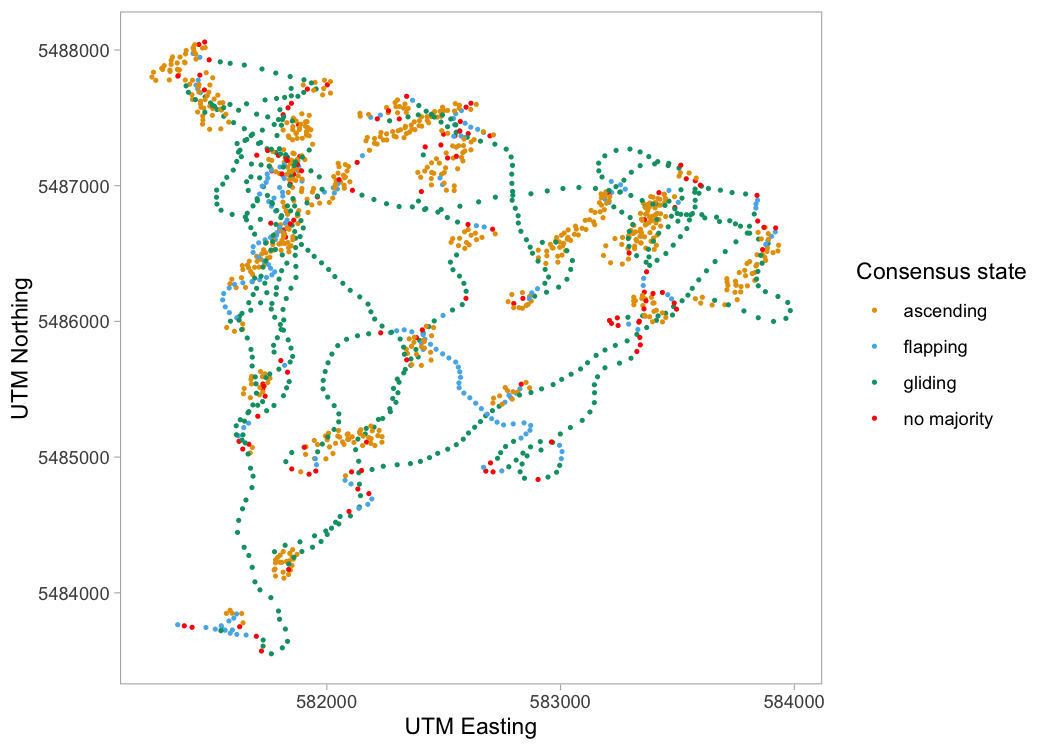 5488000
5487000
5486000
5485000
5484000
UTM Northing
582000
583000
584000
UTM Easting
Consensus state
ascending
flapping
gliding
no majority